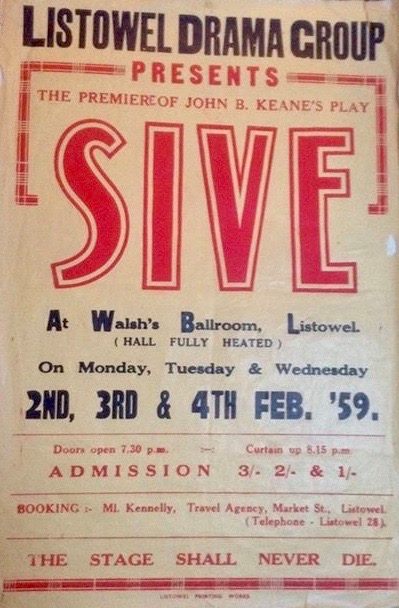 LISTOWEL DRAMA GROUP
PRESENTS
THE PREMIERE OF JOHN B. KEANE'S PLAY
SIVE
At Walsh's Ballroom, Listowel.
( HALL FULLY HEATED )
On Monday, Tuesday & Wednesday
2ND, 3RD & 4TH FEB. '59.
Doors open 7.30 p.m. :—: Curtain up 8.15 p.m.
ADMISSION 3/- 2/- & 1/-
BOOKING :- Ml. Kennelly, Travel Agency, Market St., Listowel.
(Telephone - Listowel 28).
THE STAGE SHALL NEVER DIE.
LISTOWEL PRINTING WORKS